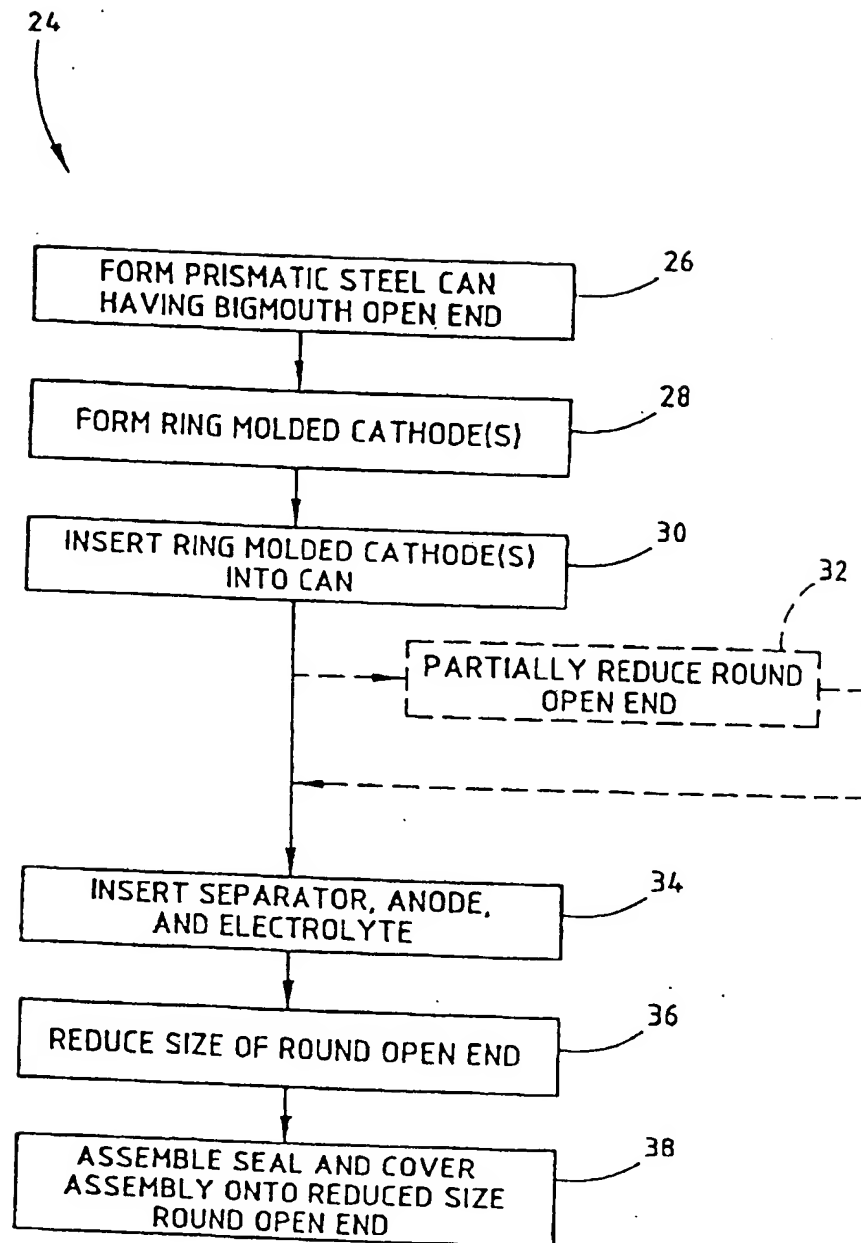 24
FORM PRISMATIC STEEL CAN
HAVING BIGMOUTH OPEN END
26
FORM RING MOLDED CATHODE(S)
28
INSERT RING MOLDED CATHODE(S)
INTO CAN
30
PARTIALLY REDUCE ROUND
OPEN END
32
INSERT SEPARATOR, ANODE,
AND ELECTROLYTE
34
REDUCE SIZE OF ROUND OPEN END
36
ASSEMBLE SEAL AND COVER
ASSEMBLY ONTO REDUCED SIZE
ROUND OPEN END
38